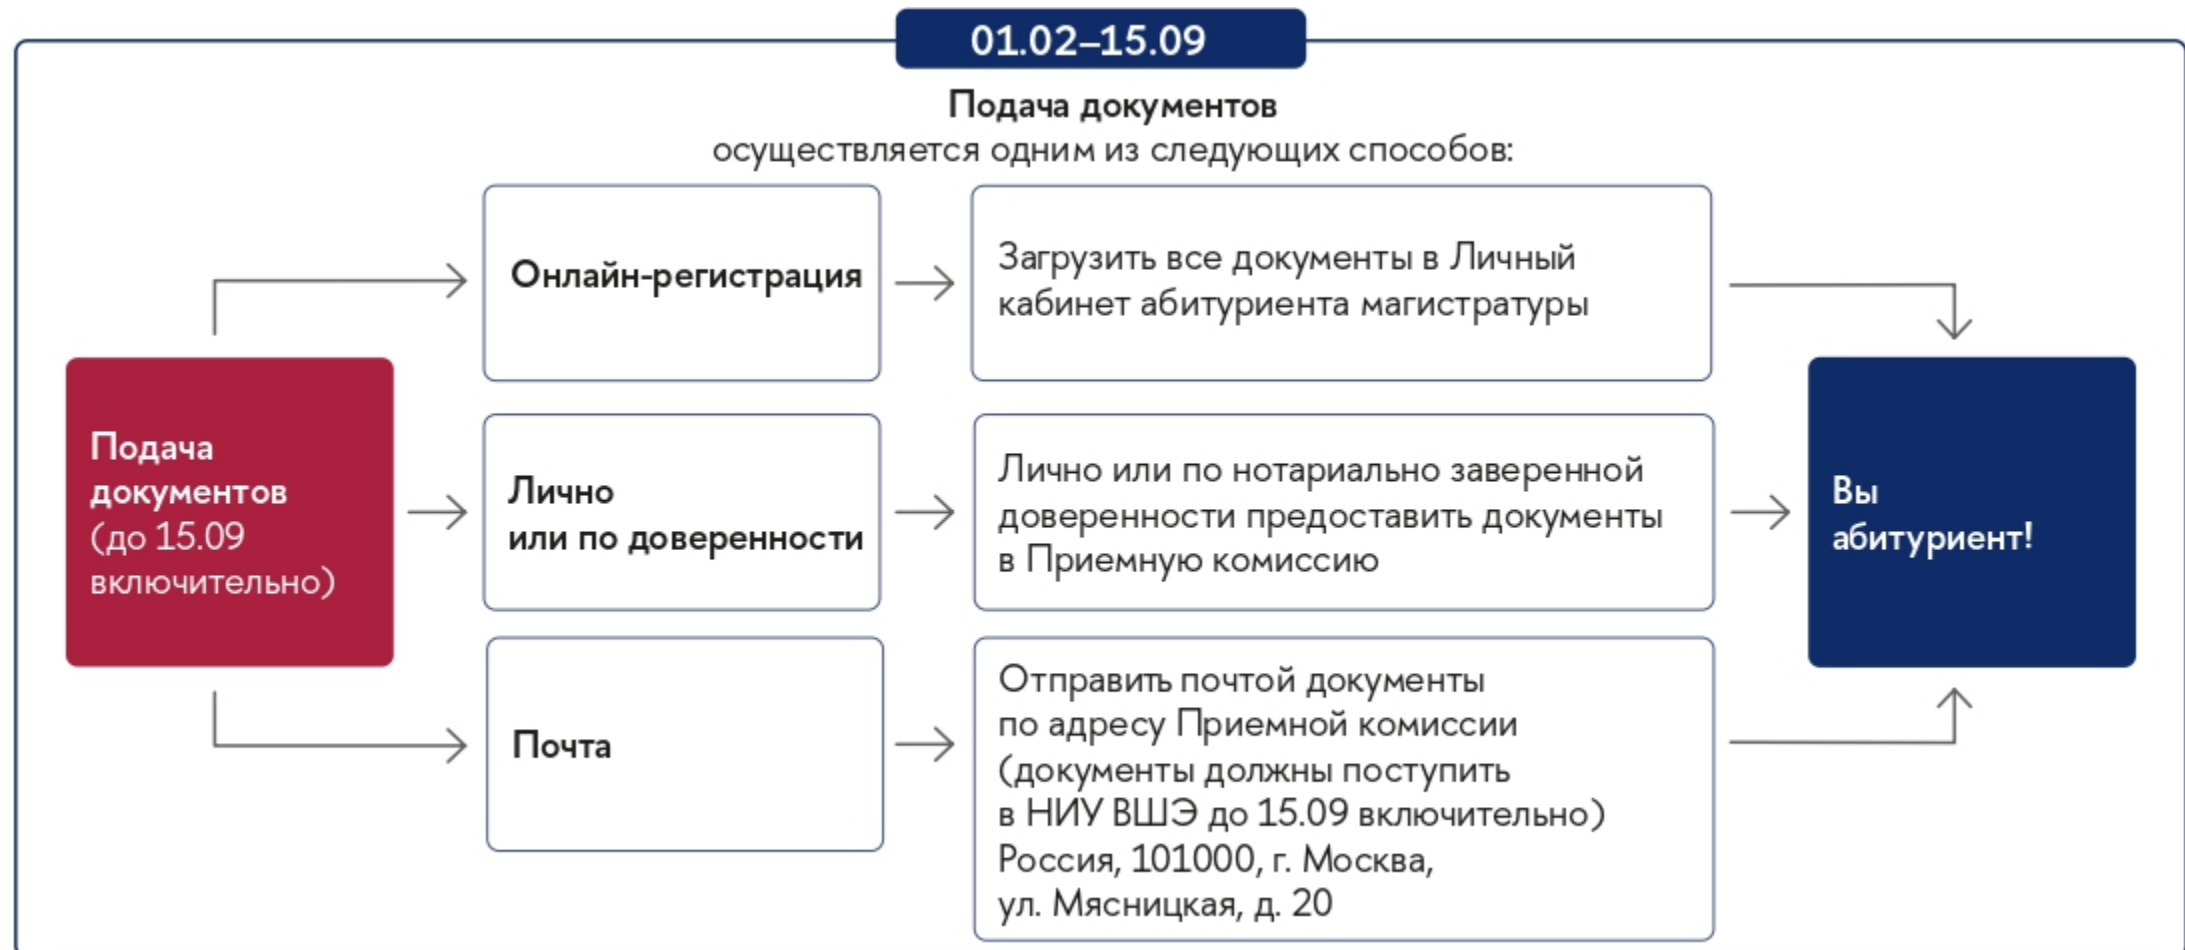 01.02–15.09
Подача документов
осуществляется одним из следующих способов:
Онлайн-регистрация
Загрузить все документы в Личный
кабинет абитуриента магистратуры
Подача
документов
(до 15.09
включительно)
Лично
или по доверенности
Лично или по нотариально заверенной
доверенности предоставить документы
в Приемную комиссию
Вы
абитуриент!
Почта
Отправить почтой документы
по адресу Приемной комиссии
(документы должны поступить
в НИУ ВШЭ до 15.09 включительно)
Россия, 101000, г. Москва,
ул. Мясницкая, д. 20